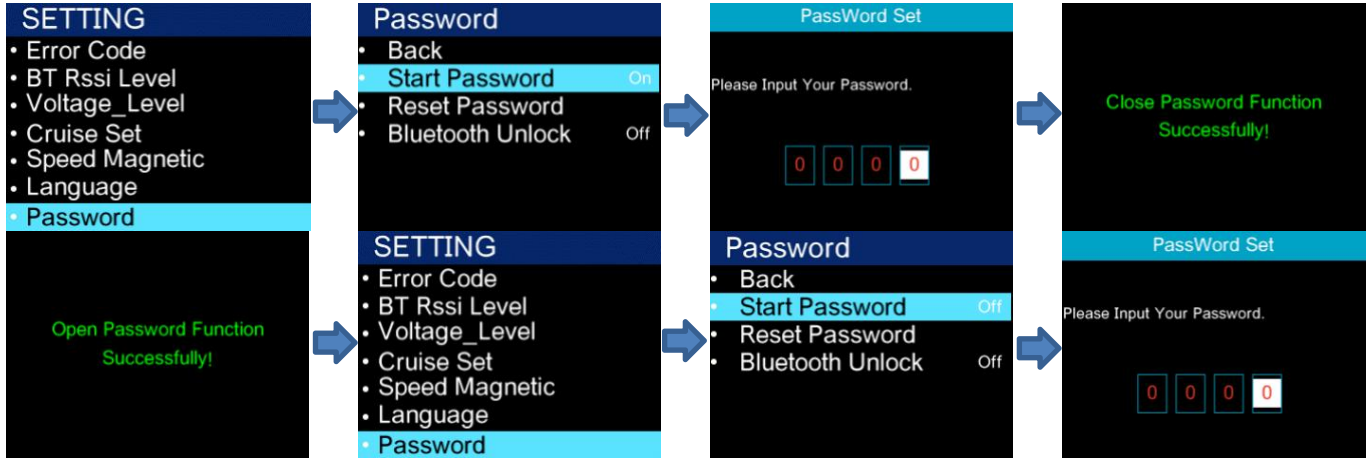 SETTING
• Error Code
• BT Rssi Level
• Voltage_Level
• Cruise Set
• Speed Magnetic
• Language
• Password
Password
• Back
• Start Password On
• Reset Password
• Bluetooth Unlock Off
PassWord Set
Please Input Your Password.
0 0 0 0
Close Password Function
Successfully!
Open Password Function
Successfully!
SETTING
• Error Code
• BT Rssi Level
• Voltage_Level
• Cruise Set
• Speed Magnetic
• Language
• Password
Password
• Back
• Start Password Off
• Reset Password
• Bluetooth Unlock Off
PassWord Set
Please Input Your Password.
0 0 0 0